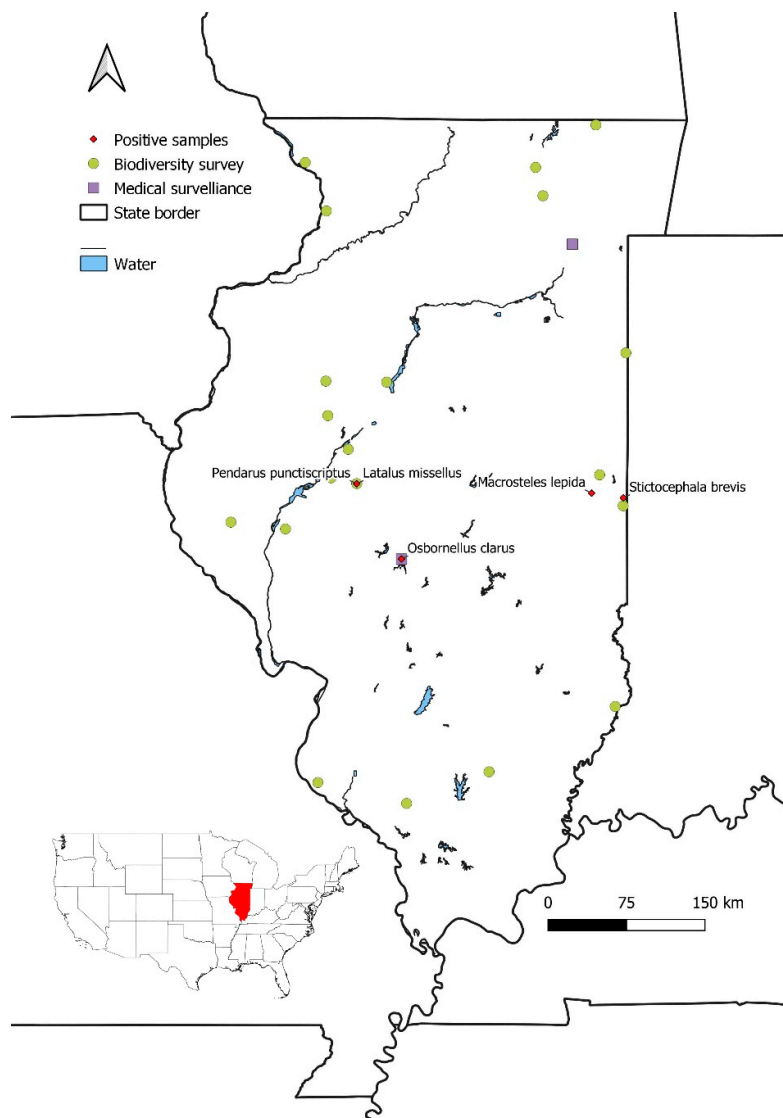 Positive samples
Biodiversity survey
Medical survelliance
State border
Water
Pendarus punctiscriptus Latalus missellus
Macrosteles lepida
Stictocephala brevis
Osbornellus clarus
0 75 150 km